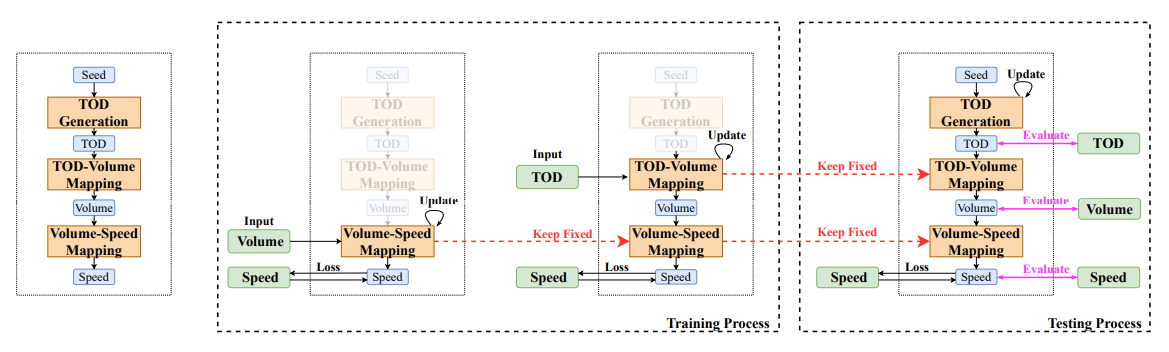 Seed
TOD
Generation
TOD
TOD-Volume
Mapping
Volume
Volume-Speed
Mapping
Speed
Seed
TOD
Generation
TOD
TOD-Volume
Mapping
Volume
Update
Input
Volume
Volume-Speed
Mapping
Speed
Loss
Speed
Keep Fixed
Seed
TOD
Generation
TOD
Update
Input
TOD
TOD-Volume
Mapping
Volume
Volume-Speed
Mapping
Speed
Loss
Speed
Training Process
Keep Fixed
Keep Fixed
Seed
Update
TOD
Generation
TOD
Evaluate
TOD
TOD-Volume
Mapping
Volume
Evaluate
Volume
Volume-Speed
Mapping
Speed
Loss
Speed
Evaluate
Speed
Testing Process